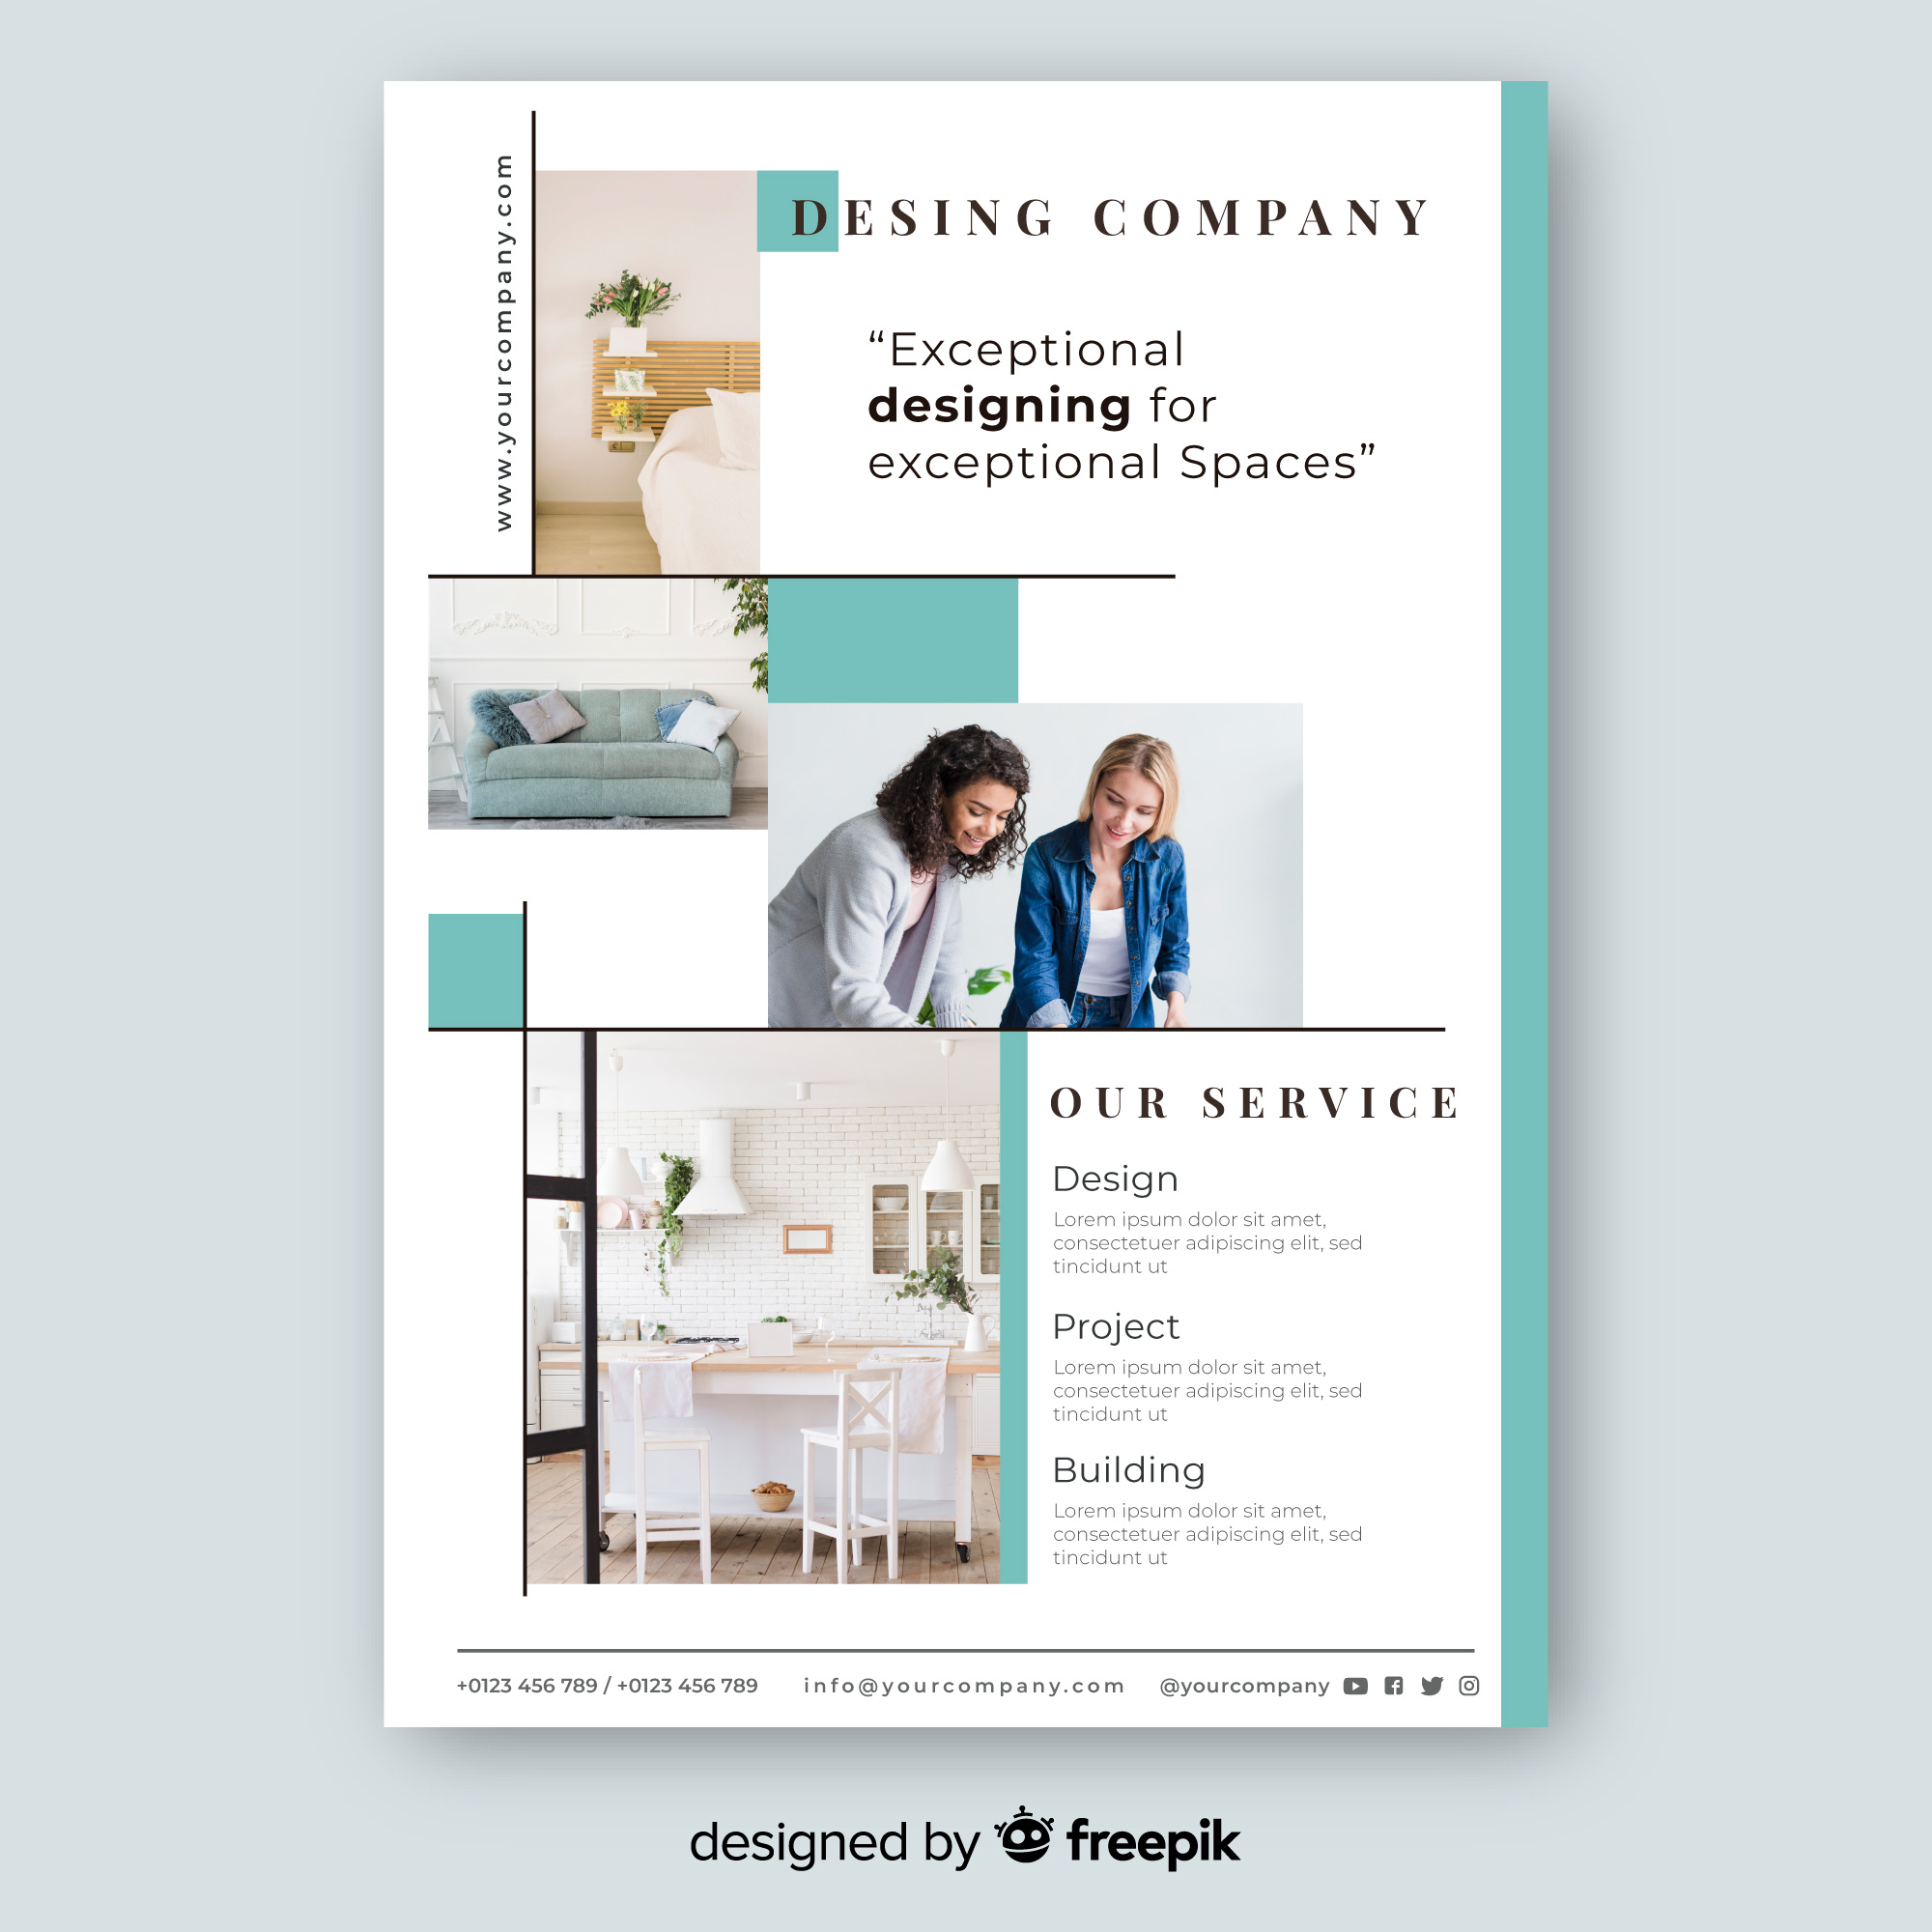 www.yourcompany.com
DESING COMPANY
“Exceptional
designing for
exceptional Spaces”
OUR SERVICE
Design
Lorem ipsum dolor sit amet,
consectetuer adipiscing elit, sed
tincidunt ut
Project
Lorem ipsum dolor sit amet,
consectetuer adipiscing elit, sed
tincidunt ut
Building
Lorem ipsum dolor sit amet,
consectetuer adipiscing elit, sed
tincidunt ut
+0123 456 789 / +0123 456 789
info@yourcompany.com
@yourcompany
designed by freepik